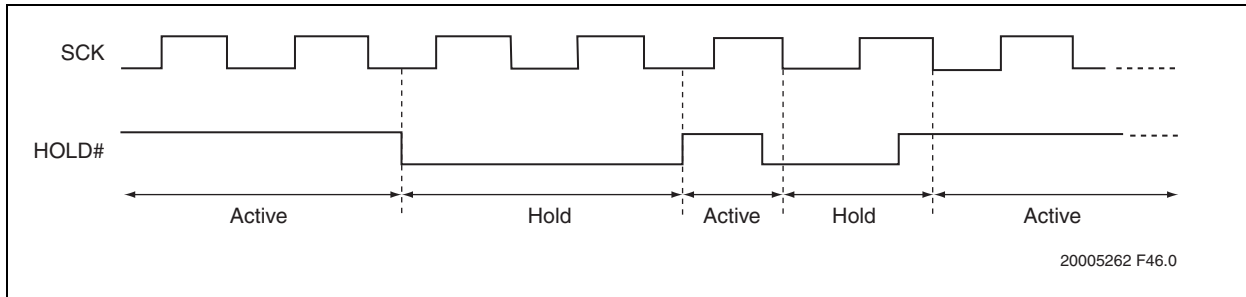 SCK
HOLD#
Active Hold Active Hold Active
20005262 F46.0